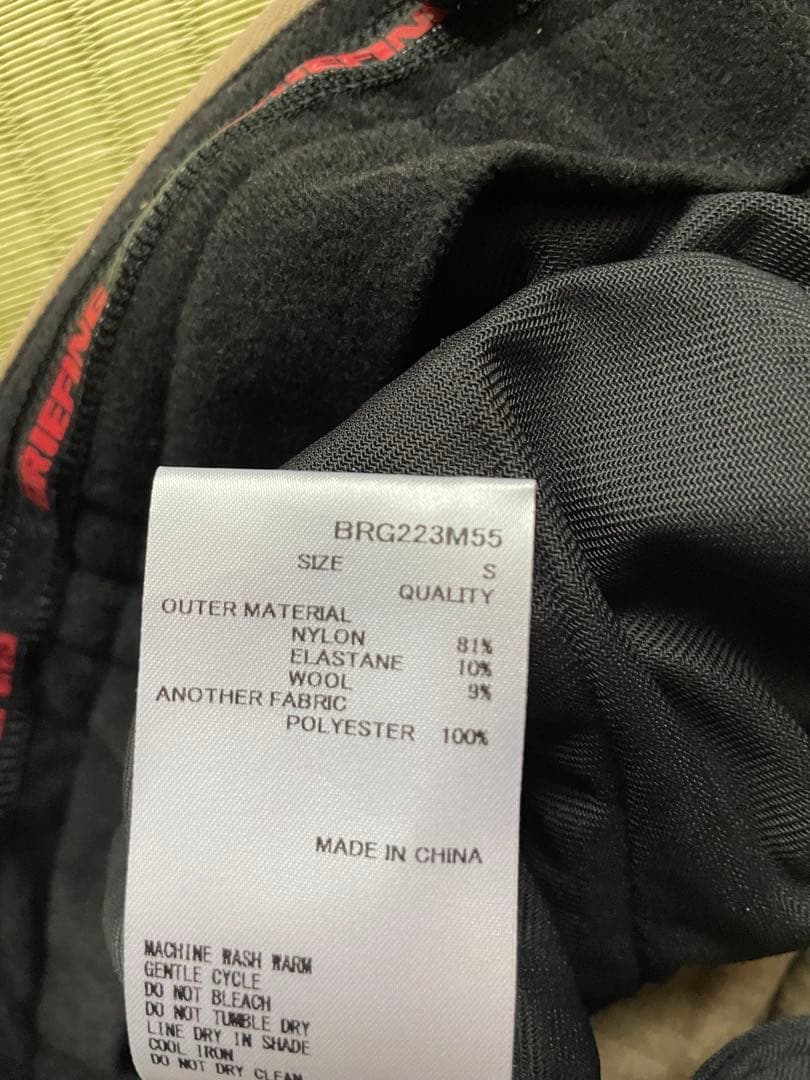 BRIEFING
BRIEFING
BRG223M55
SIZE S
QUALITY
OUTER MATERIAL
NYLON 81%
ELASTANE 10%
WOOL 9%
ANOTHER FABRIC
POLYESTER 100%
MADE IN CHINA
MACHINE WASH WARM
GENTLE CYCLE
DO NOT BLEACH
DO NOT TUMBLE DRY
LINE DRY IN SHADE
COOL IRON
DO NOT DRY CLEAN